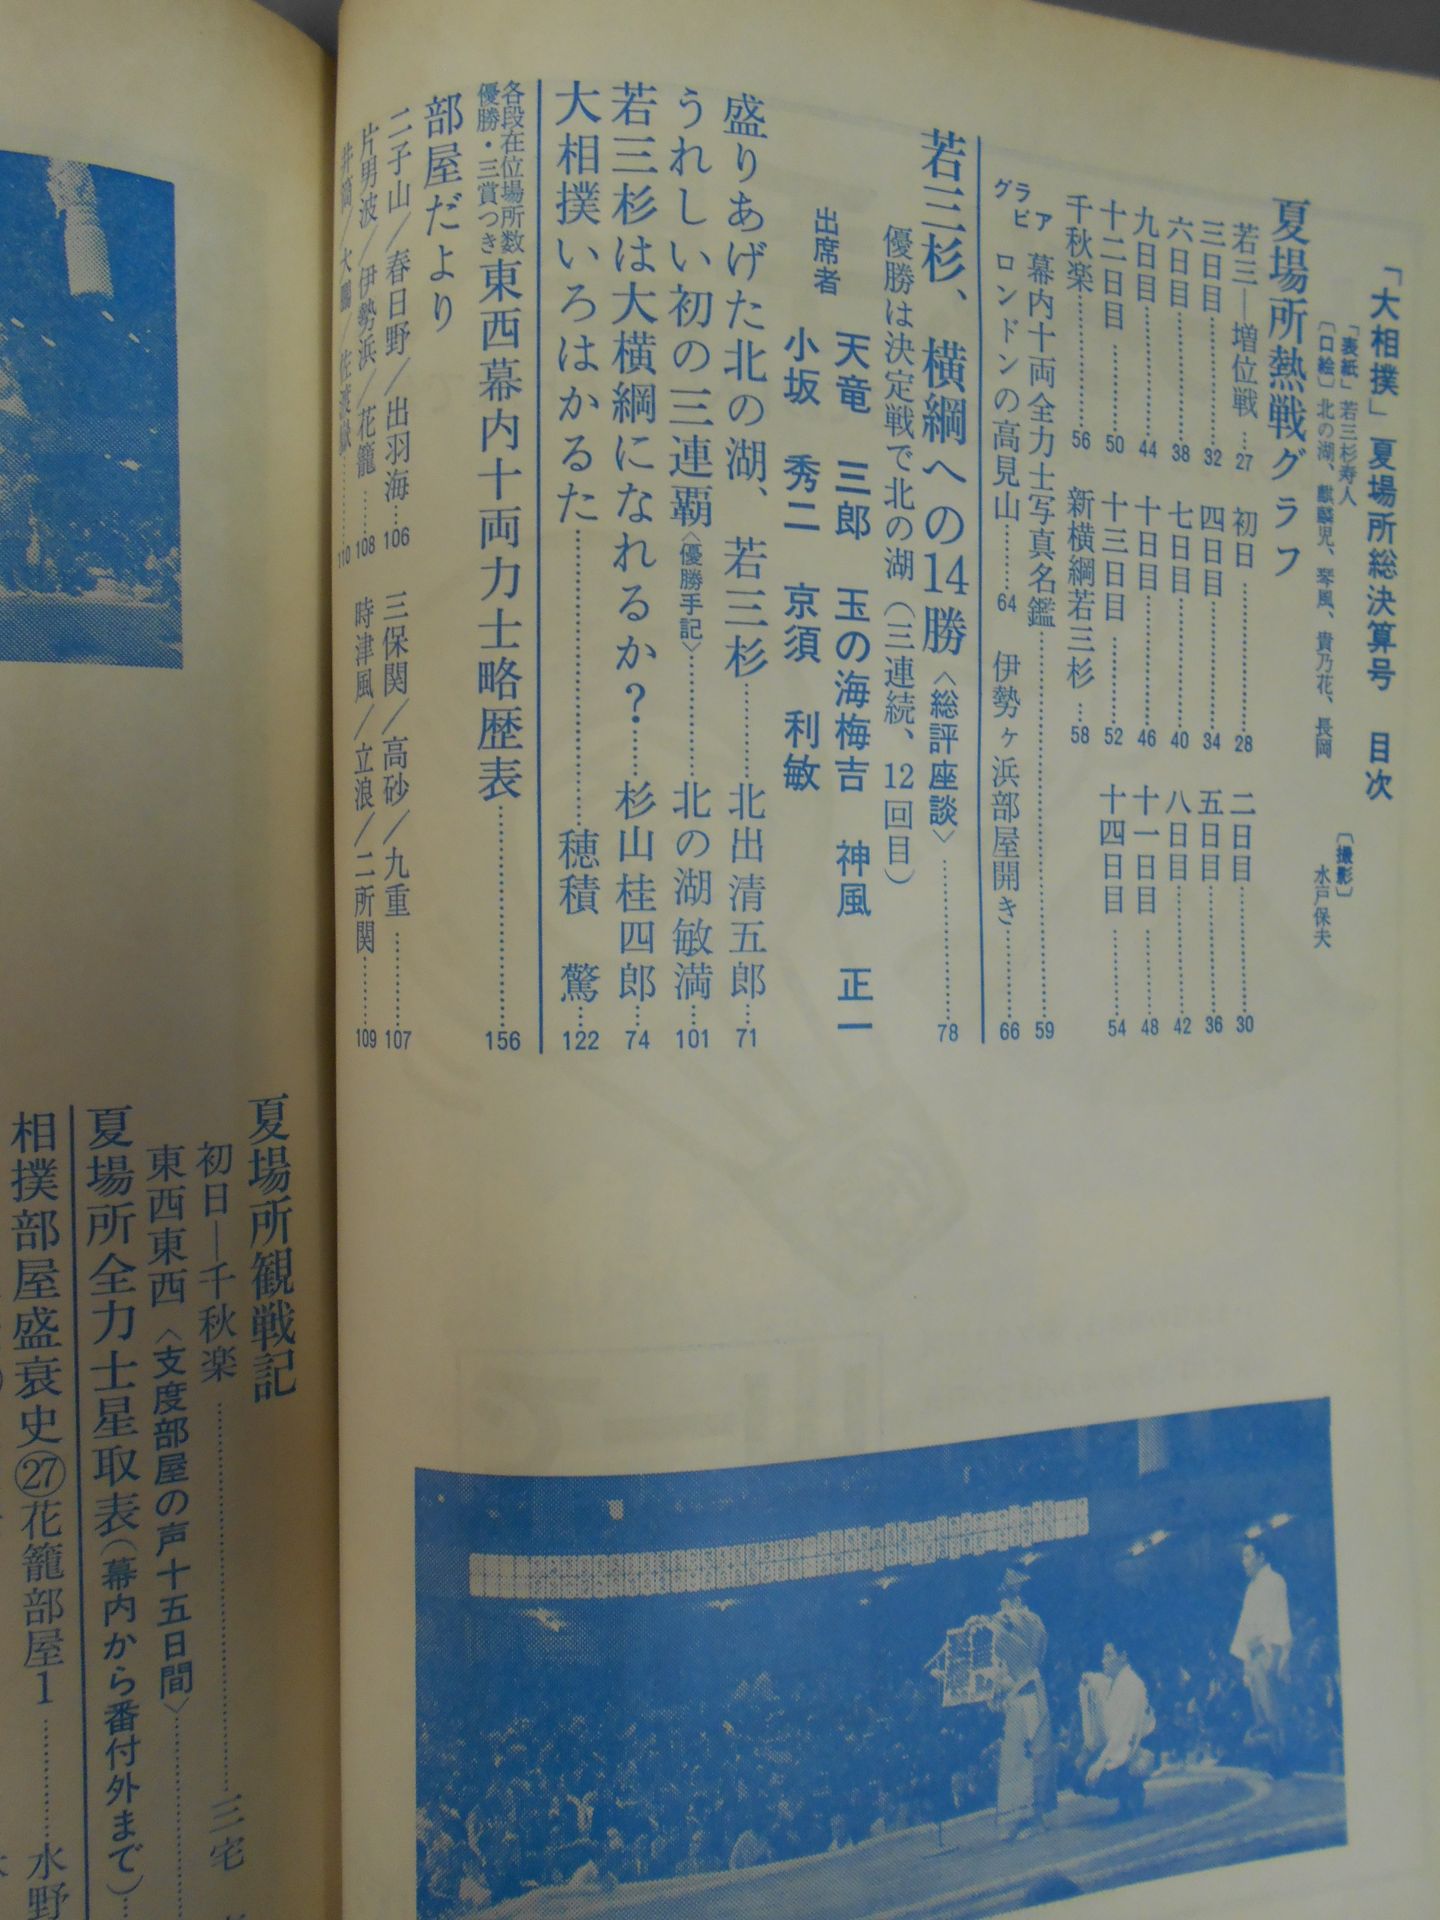 「大相撲」夏場所総決算号 目次
「表紙」若三杉寿人
〔口絵〕北の湖、麒麟児、琴風、貴乃花、長岡
〔撮影〕
水戸保夫
夏場所熱戦グラフ
若三―増位戦…27 初日…28 二日目…30
三日目…32 四日目…34 五日目…36
六日目…38 七日目…40 八日目…42
九日目…44 十日目…46 十一日目…48
十二日目…50 十三日目…52 十四日目…54
千秋楽…56 新横綱若三杉…58
グラビア 幕内十両全力士写真名鑑…59
ロンドンの高見山…64 伊勢ヶ浜部屋開き…66
若三杉、横綱への14勝〈総評座談〉…78
優勝は決定戦で北の湖(三連続、12回目)
出席者 天竜 三郎 玉の海梅吉 神風 正一
小坂 秀二 京須 利敏
盛りあげた北の湖、若三杉…北出清五郎…71
うれしい初の三連覇〈優勝手記〉…北の湖敏満…101
若三杉は大横綱になれるか?…杉山桂四郎…74
大相撲いろはかるた…穂積 驚…122
各段在位場所数
優勝・三賞つき 東西幕内十両力士略歴表…156
部屋だより
二子山/春日野/出羽海…106 三保関/高砂/九重…107
片男波/伊勢浜/花籠…108 時津風/立浪/二所関…109
井筒/大鵬/佐渡嶽…110
夏場所観戦記
初日―千秋楽…三宅
東西東西〈支度部屋の声十五日間〉…
夏場所全力士星取表(幕内から番付外まで)…
相撲部屋盛衰史㉗花籠部屋1…水野